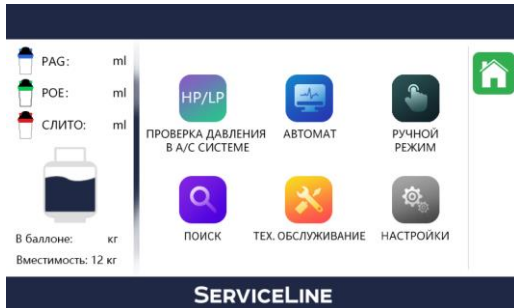 PAG: ml
POE: ml
СЛИТО: ml
В баллоне: кг
Вместимость: 12 кг
HP/LP
ПРОВЕРКА ДАВЛЕНИЯ
В А/С СИСТЕМЕ
АВТОМАТ
РУЧНОЙ
РЕЖИМ
ПОИСК
ТЕХ. ОБСЛУЖИВАНИЕ
НАСТРОЙКИ
SERVICELINE